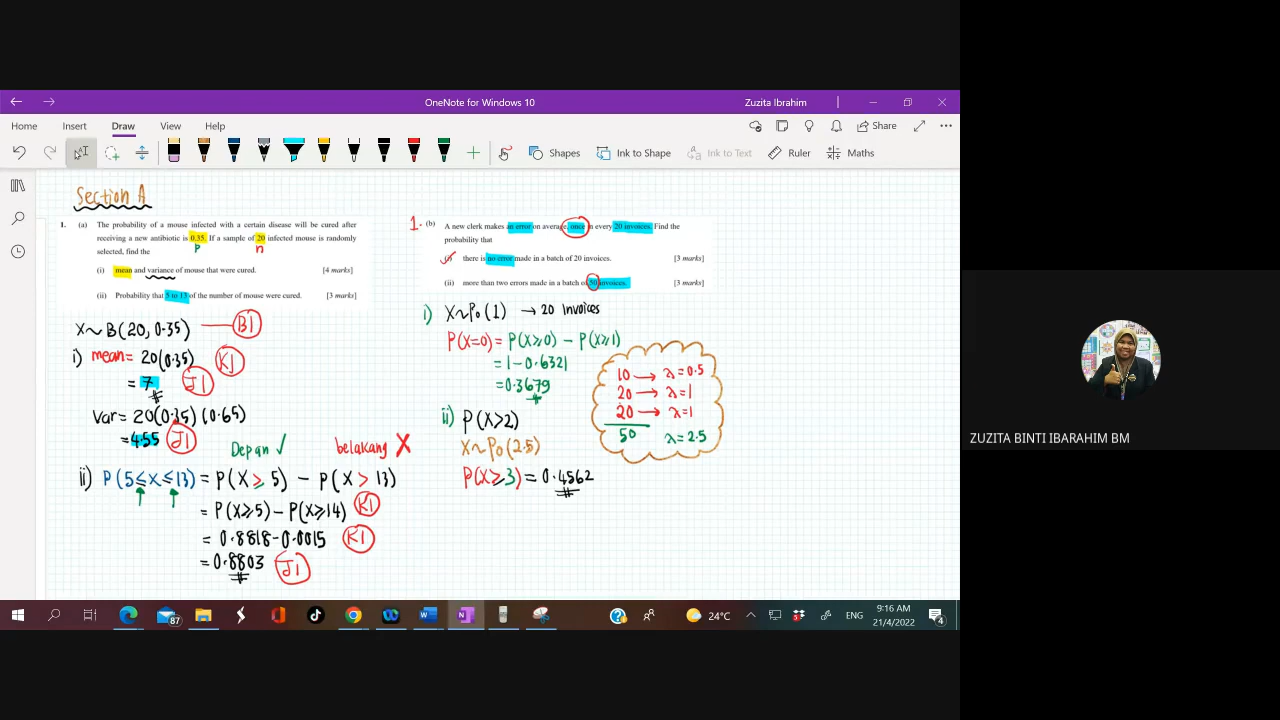 OneNote for Windows 10
Zuzita Ibrahim
Home Insert Draw View Help
Share
Shapes
Ink to Shape
Ink to Text
Ruler
Maths
Section A
1. (a) The probability of a mouse infected with a certain disease will be cured after
receiving a new antibiotic is 0.35. If a sample of 20 infected mouse is randomly
P n
selected, find the
(i) mean and variance of mouse that were cured. [4 marks]
(ii) Probability that 5 to 13 of the number of mouse were cured. [3 marks]
X ~ B(20, 0.35) B1
i) mean = 20(0.35) K1
= 7 J1
Var = 20(0.35)(0.65)
= 4.55 J1
Depan ✓ belakang X
ii) P(5 ≤ x ≤ 13) = P(X ≥ 5) − P(X > 13)
= P(X ≥ 5) − P(X ≥ 14) K1
= 0.8818 − 0.0015 K1
= 0.8803 J1
1. (b) A new clerk makes an error on average, once in every 20 invoices. Find the
probability that
(i) there is no error made in a batch of 20 invoices. [3 marks]
(ii) more than two errors made in a batch of 50 invoices. [3 marks]
i) X ~ Po(1) → 20 Invoices
P(X=0) = P(X ≥ 0) − P(X ≥ 1)
= 1 − 0.6321
= 0.3679
ii) P(X > 2)
X ~ Po(2.5)
P(X ≥ 3) = 0.4562
10 → λ = 0.5
20 → λ = 1
20 → λ = 1
50 λ = 2.5
ZUZITA BINTI IBARAHIM BM
87
24°C
ENG
9:16 AM
21/4/2022
4